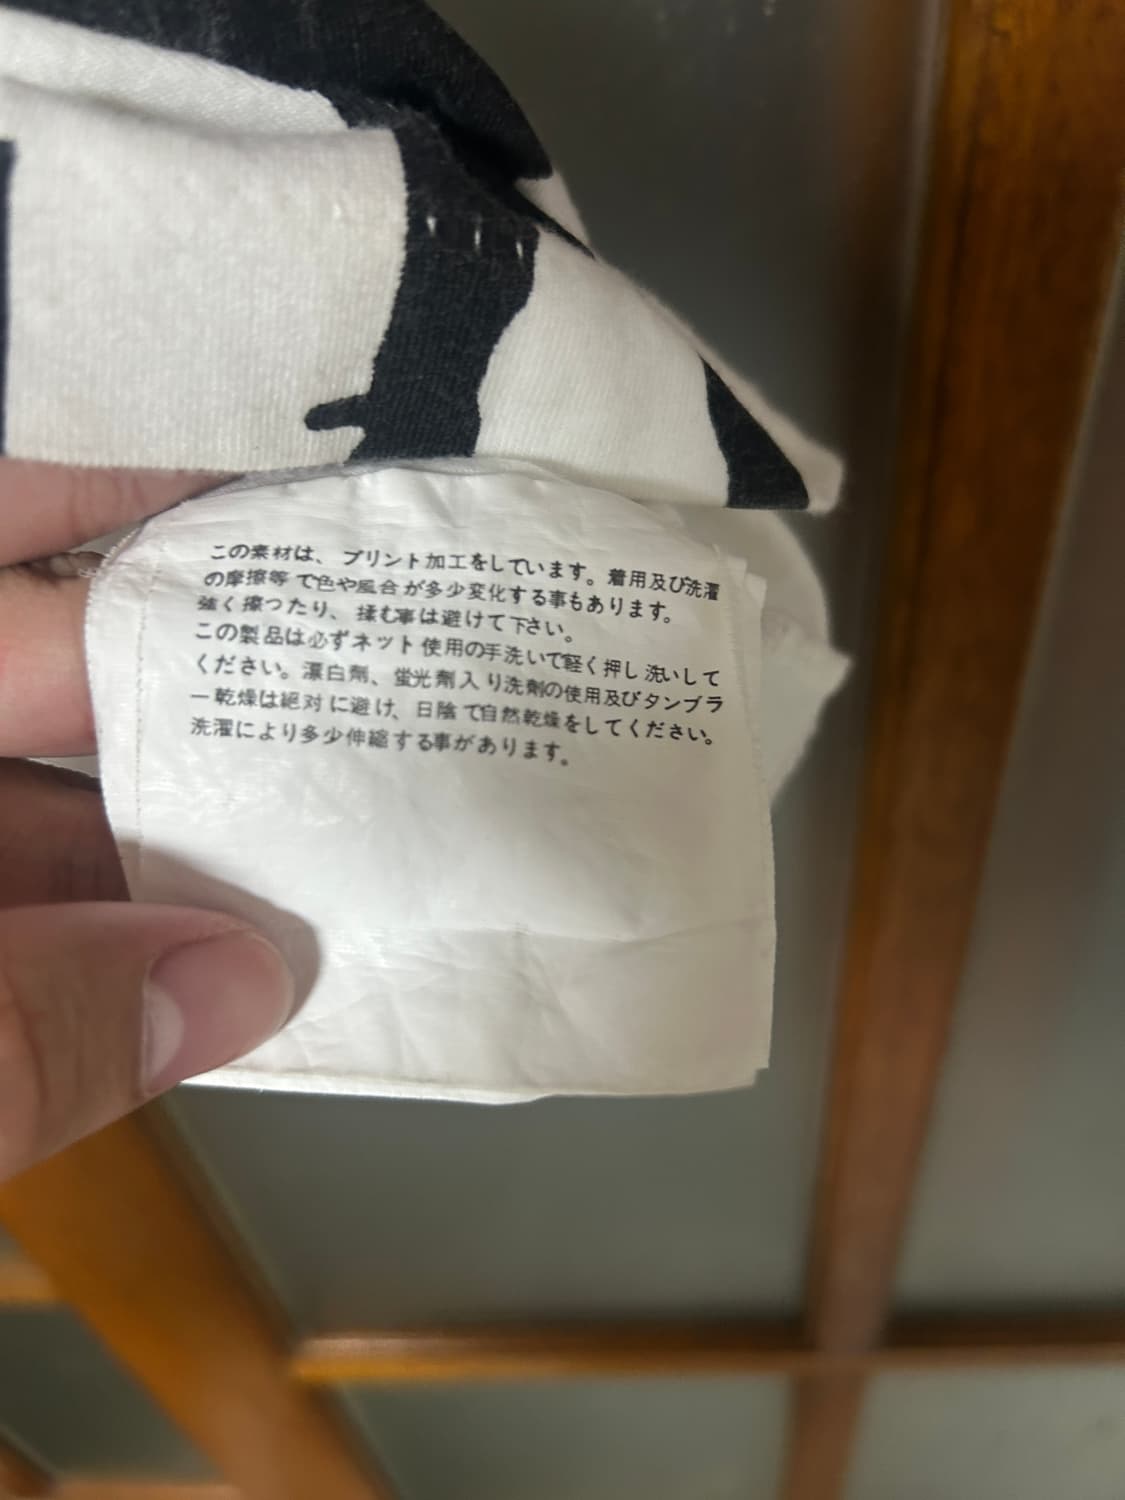 この素材は、プリント加工をしています。着用及び洗濯
の摩擦等で色や風合が多少変化する事もあります。
強く擦ったり、揉む事は避けて下さい。
この製品は必ずネット使用の手洗いで軽く押し洗いして
ください。漂白剤、蛍光剤入り洗剤の使用及びタンブラ
ー乾燥は絶対に避け、日陰で自然乾燥をしてください。
洗濯により多少伸縮する事があります。